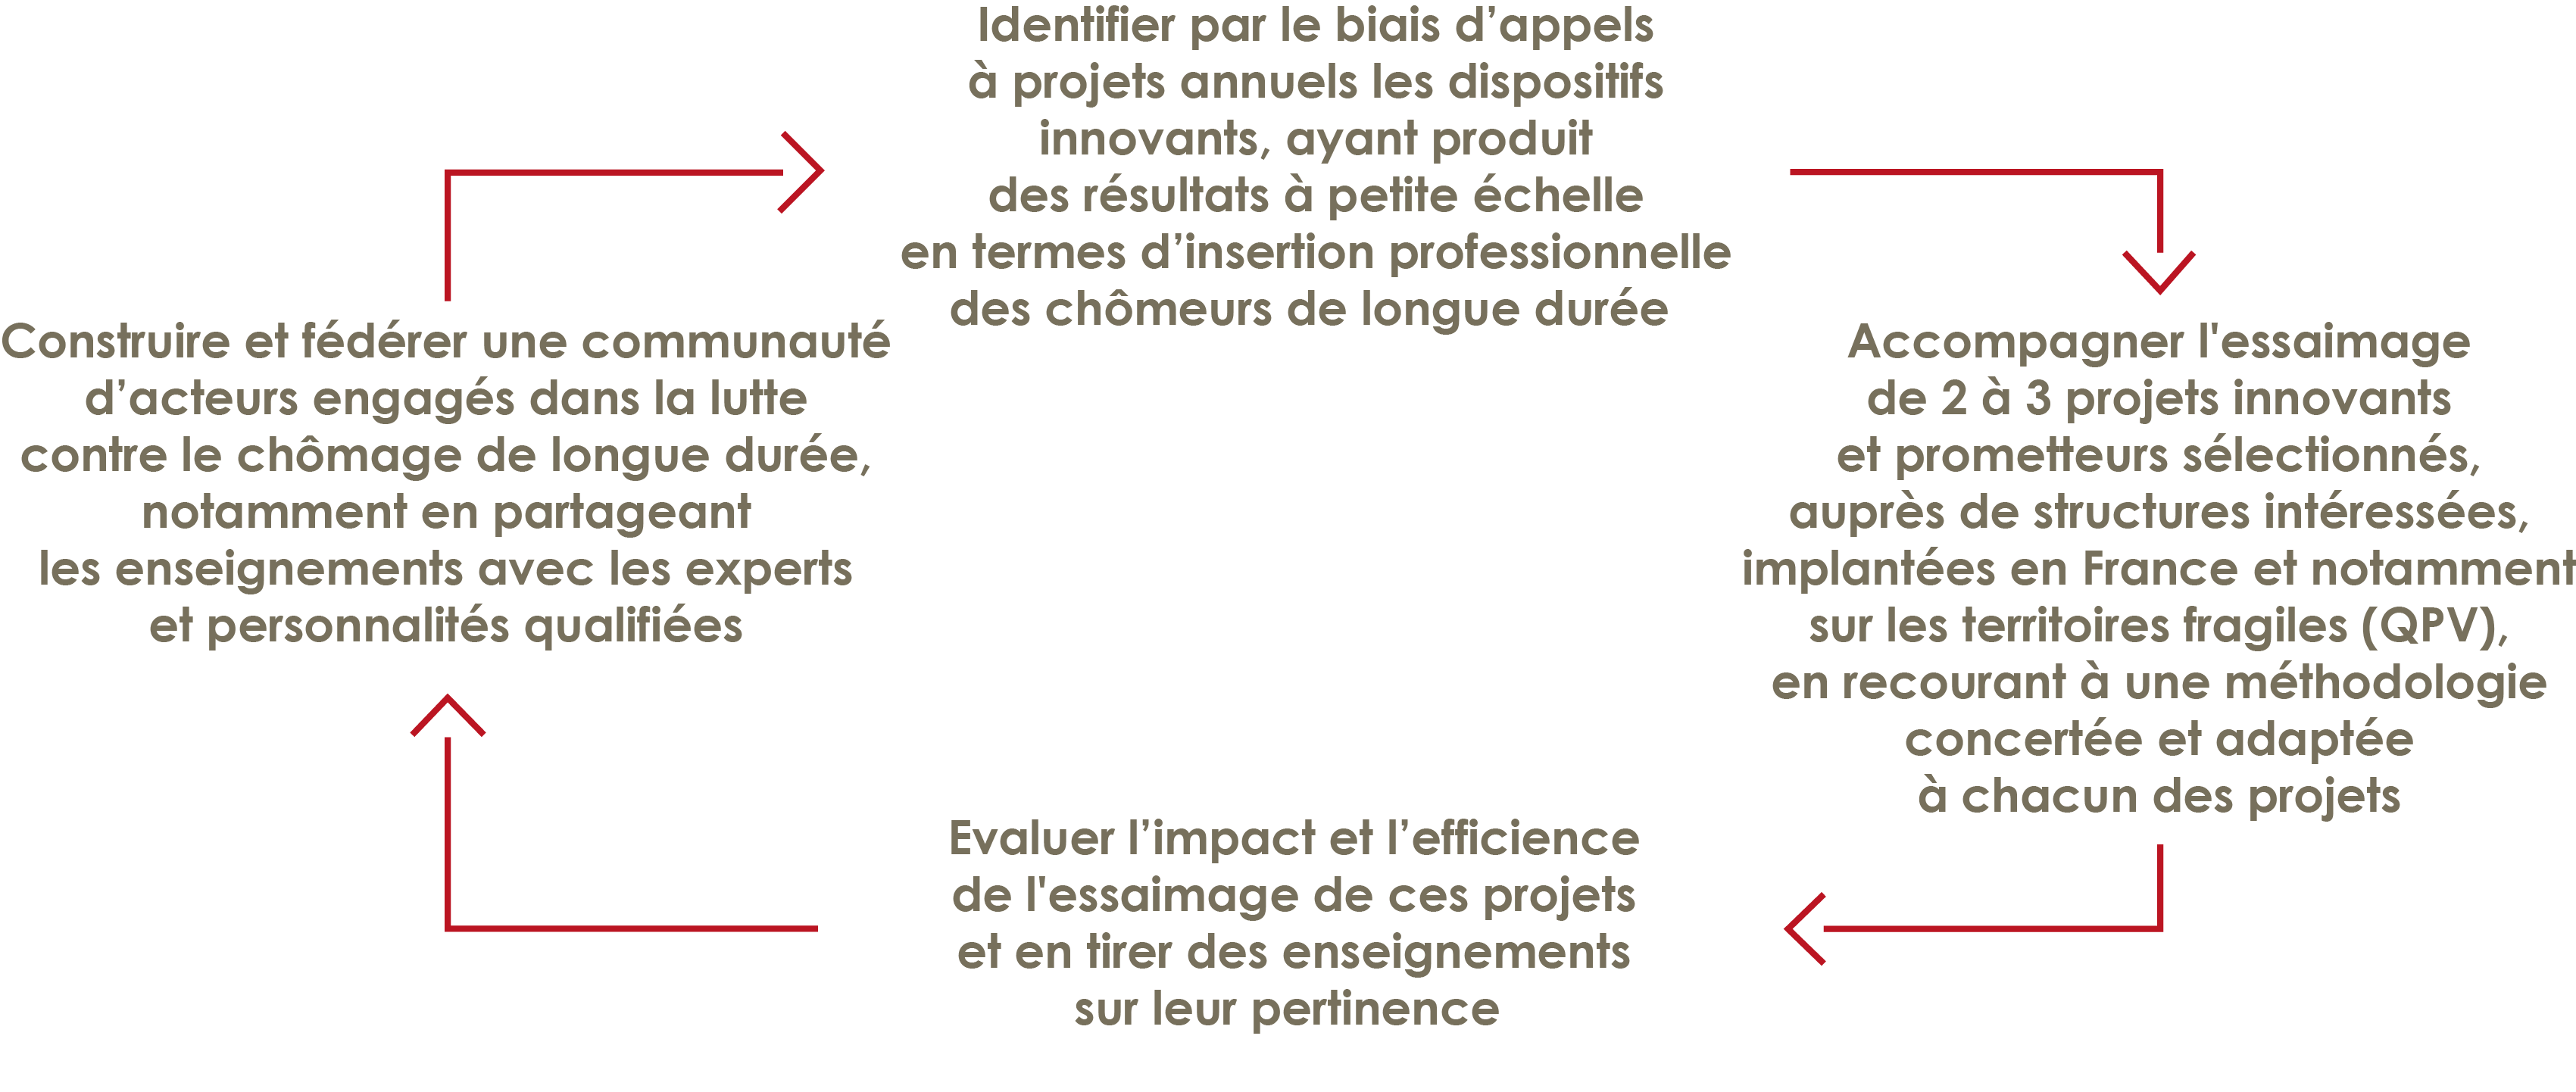 Identifier par le biais d’appels
à projets annuels les dispositifs
innovants, ayant produit
des résultats à petite échelle
en termes d’insertion professionnelle
des chômeurs de longue durée
Accompagner l'essaimage
de 2 à 3 projets innovants
et prometteurs sélectionnés,
auprès de structures intéressées,
implantées en France et notamment
sur les territoires fragiles (QPV),
en recourant à une méthodologie
concertée et adaptée
à chacun des projets
Evaluer l’impact et l’efficience
de l'essaimage de ces projets
et en tirer des enseignements
sur leur pertinence
Construire et fédérer une communauté
d’acteurs engagés dans la lutte
contre le chômage de longue durée,
notamment en partageant
les enseignements avec les experts
et personnalités qualifiées